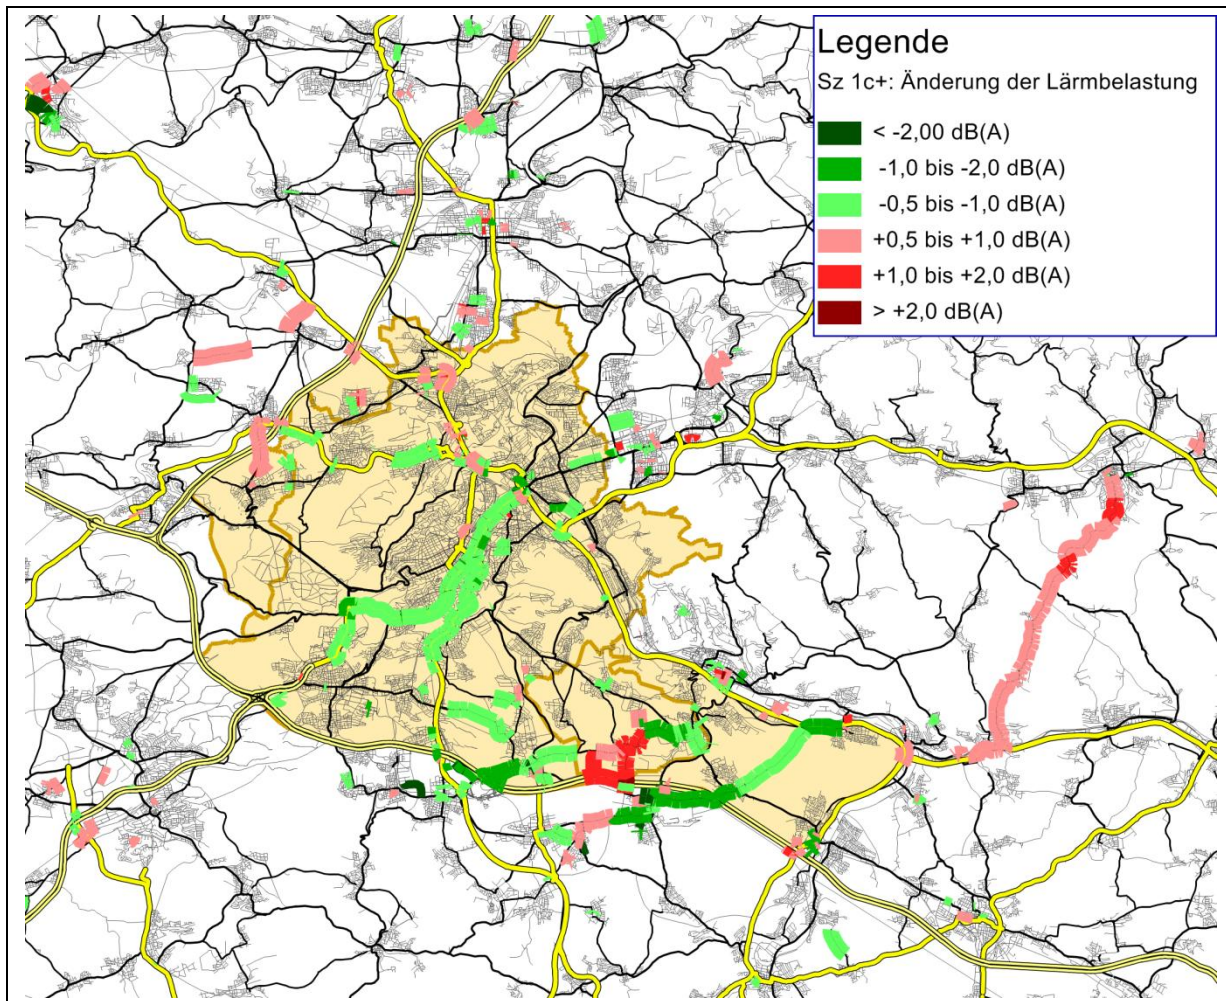 Legende
Sz 1c+: Änderung der Lärmbelastung
< -2,00 dB(A)
-1,0 bis -2,0 dB(A)
-0,5 bis -1,0 dB(A)
+0,5 bis +1,0 dB(A)
+1,0 bis +2,0 dB(A)
> +2,0 dB(A)